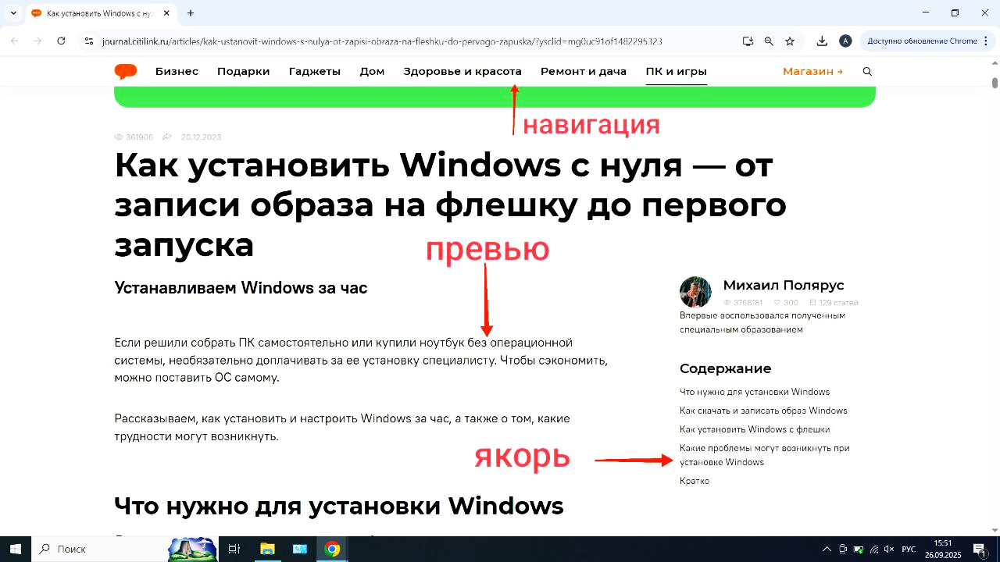 Как установить Windows с нул
journal.citilink.ru/articles/kak-ustanovit-windows-s-nulya-ot-zapisi-obraza-na-fleshku-do-pervogo-zapuska/?ysclid=mg0uc91of1482295323
A
Доступно обновление Chrome
Бизнес Подарки Гаджеты Дом Здоровье и красота Ремонт и дача ПК и игры Магазин →
навигация
361906 20.12.2023
Как установить Windows с нуля — от
записи образа на флешку до первого
запуска
превью
Устанавливаем Windows за час
Михаил Полярус
3768181 300 129 статей
Впервые воспользовался полученным
специальным образованием
Если решили собрать ПК самостоятельно или купили ноутбук без операционной
системы, необязательно доплачивать за ее установку специалисту. Чтобы сэкономить,
можно поставить ОС самому.
Рассказываем, как установить и настроить Windows за час, а также о том, какие
трудности могут возникнуть.
Содержание
Что нужно для установки Windows
Как скачать и записать образ Windows
Как установить Windows с флешки
Какие проблемы могут возникнуть при
установке Windows
Кратко
якорь
Что нужно для установки Windows
Поиск
РУС
15:51
26.09.2025
1